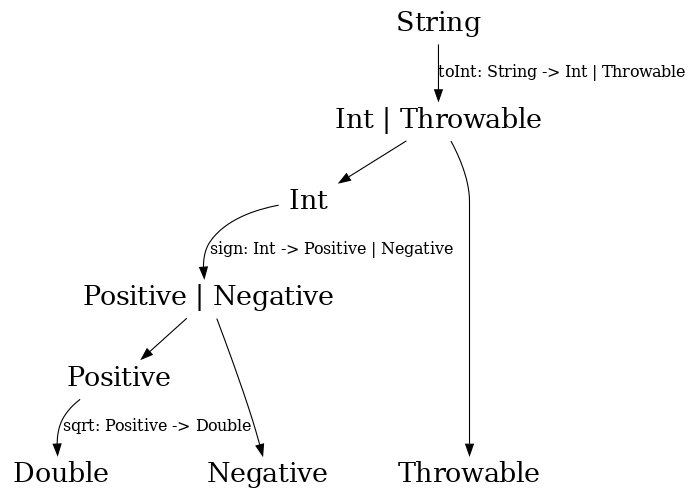 String
toInt: String -> Int | Throwable
Int | Throwable
Int
sign: Int -> Positive | Negative
Positive | Negative
Positive
sqrt: Positive -> Double
Double
Negative
Throwable